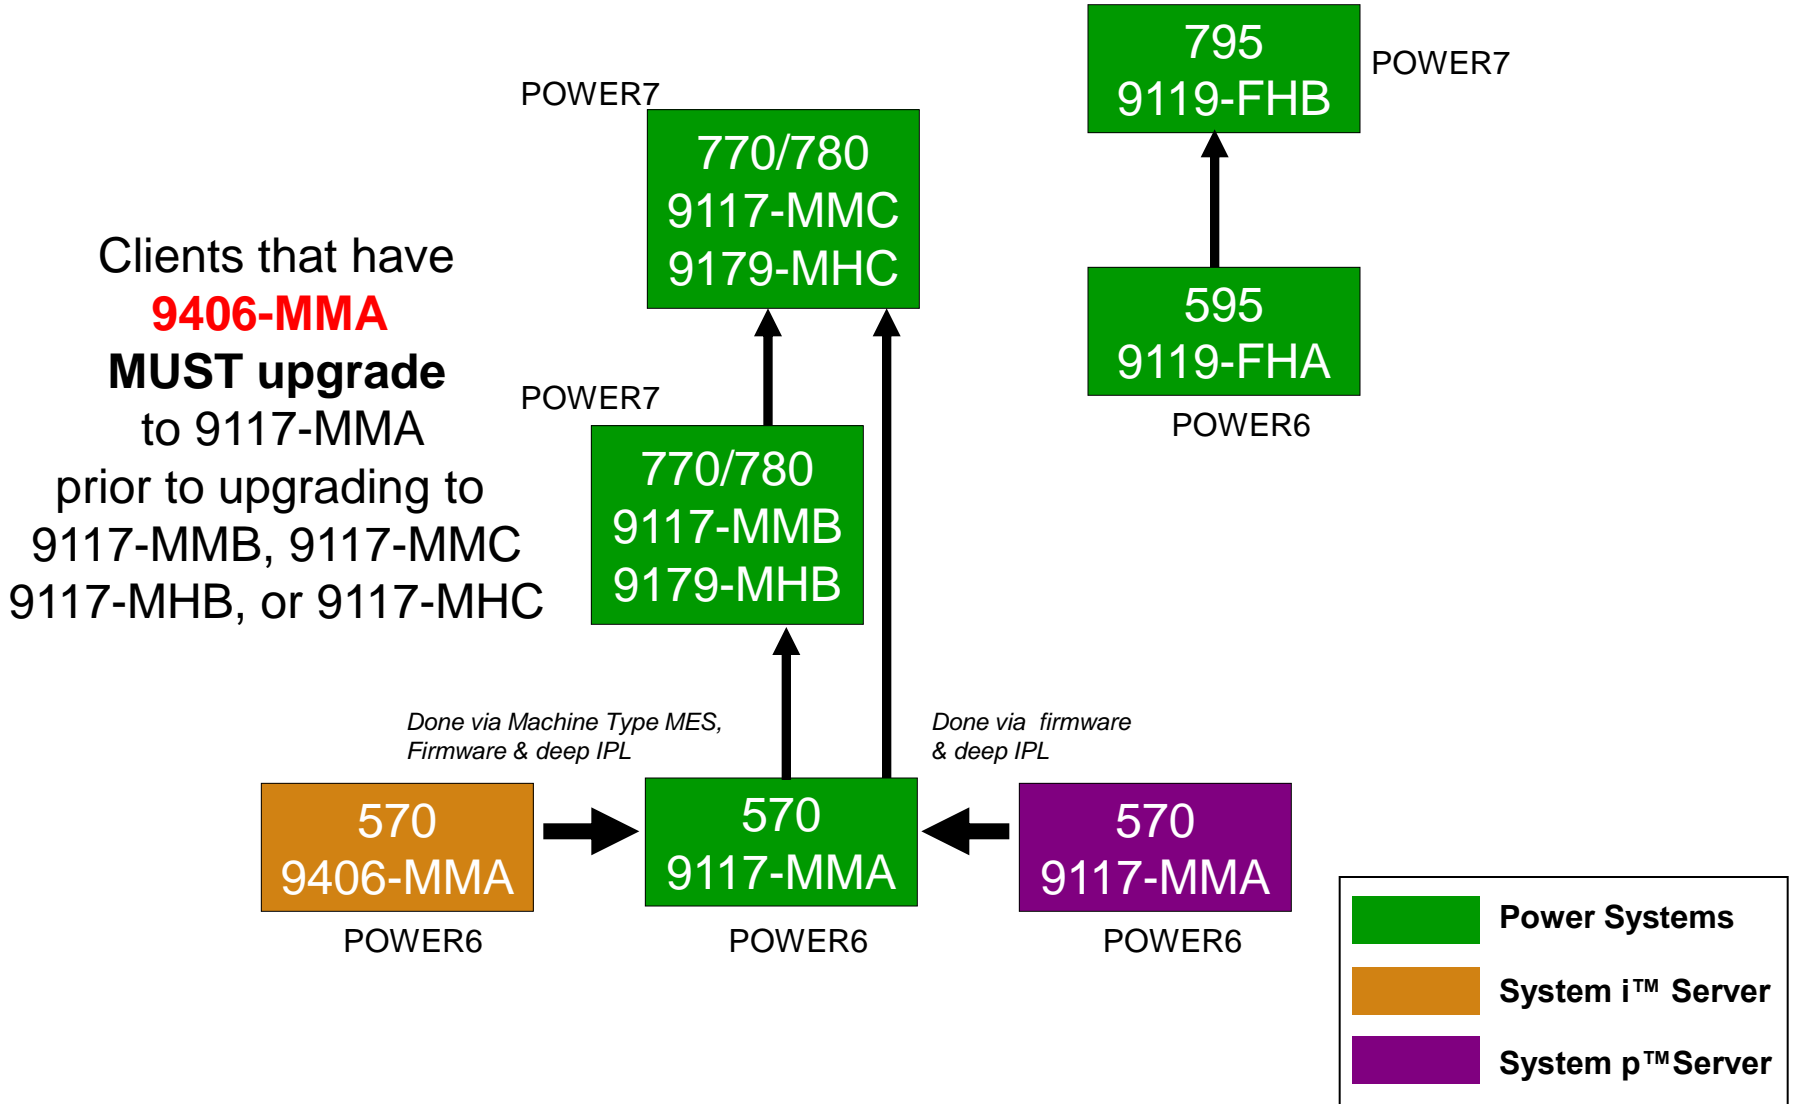 795
9119-FHB
POWER7
POWER7
770/780
9117-MMC
9179-MHC
Clients that have
9406-MMA
MUST upgrade
to 9117-MMA
prior to upgrading to
9117-MMB, 9117-MMC
9117-MHB, or 9117-MHC
595
9119-FHA
POWER6
POWER7
770/780
9117-MMB
9179-MHB
Done via Machine Type MES,
Firmware & deep IPL
Done via firmware
& deep IPL
570
9406-MMA
POWER6
570
9117-MMA
POWER6
570
9117-MMA
POWER6
Power Systems
System i™ Server
System p™Server